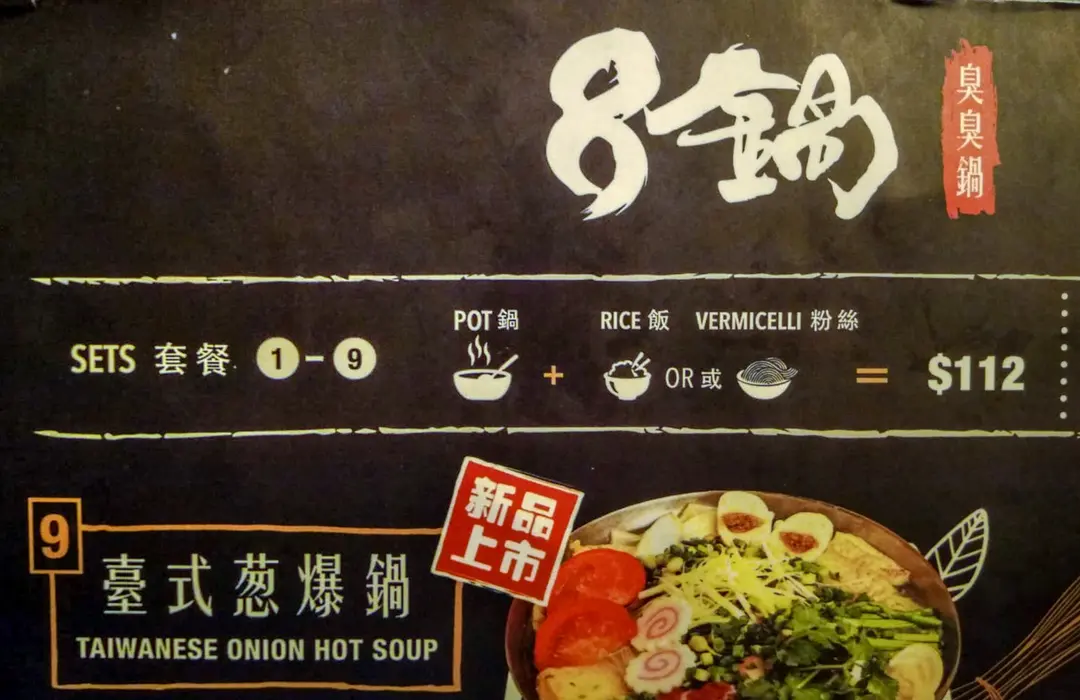 8鍋
臭臭鍋
POT 鍋
RICE 飯 VERMICELLI 粉絲
SETS 套餐 1 - 9
+ OR 或 = $112
新品
上市
9
臺式葱爆鍋
TAIWANESE ONION HOT SOUP